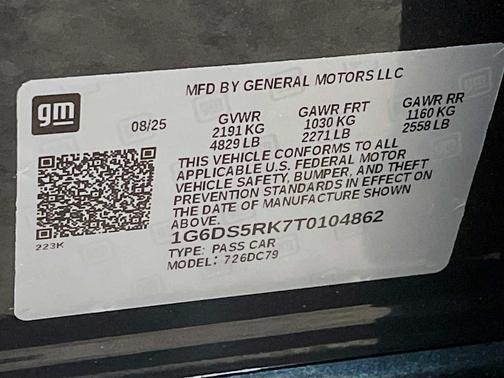 gm
MFD BY GENERAL MOTORS LLC
08/25
GVWR GAWR FRT GAWR RR
2191 KG 1030 KG 1160 KG
4829 LB 2271 LB 2558 LB
THIS VEHICLE CONFORMS TO ALL
APPLICABLE U.S. FEDERAL MOTOR
VEHICLE SAFETY, BUMPER, AND THEFT
PREVENTION STANDARDS IN EFFECT ON
THE DATE OF MANUFACTURE SHOWN
ABOVE.
1G6DS5RK7T0104862
TYPE: PASS CAR
MODEL: 726DC79
223K